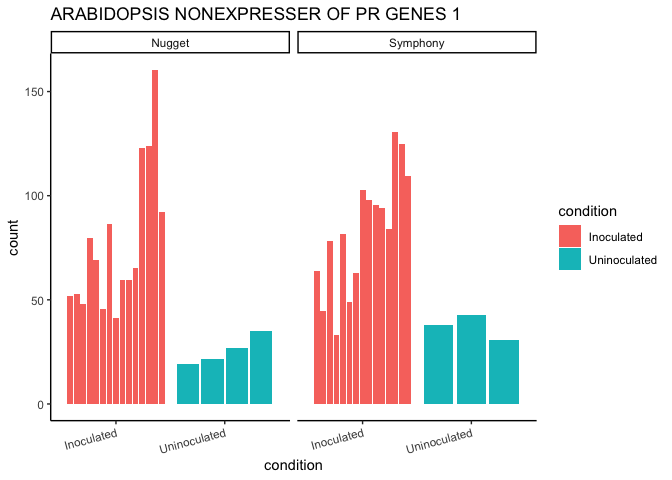 ARABIDOPSIS NONEXPRESSER OF PR GENES 1
Nugget
Symphony
150
100
50
0
count
Inoculated
Uninoculated
Inoculated
Uninoculated
condition
condition
Inoculated
Uninoculated